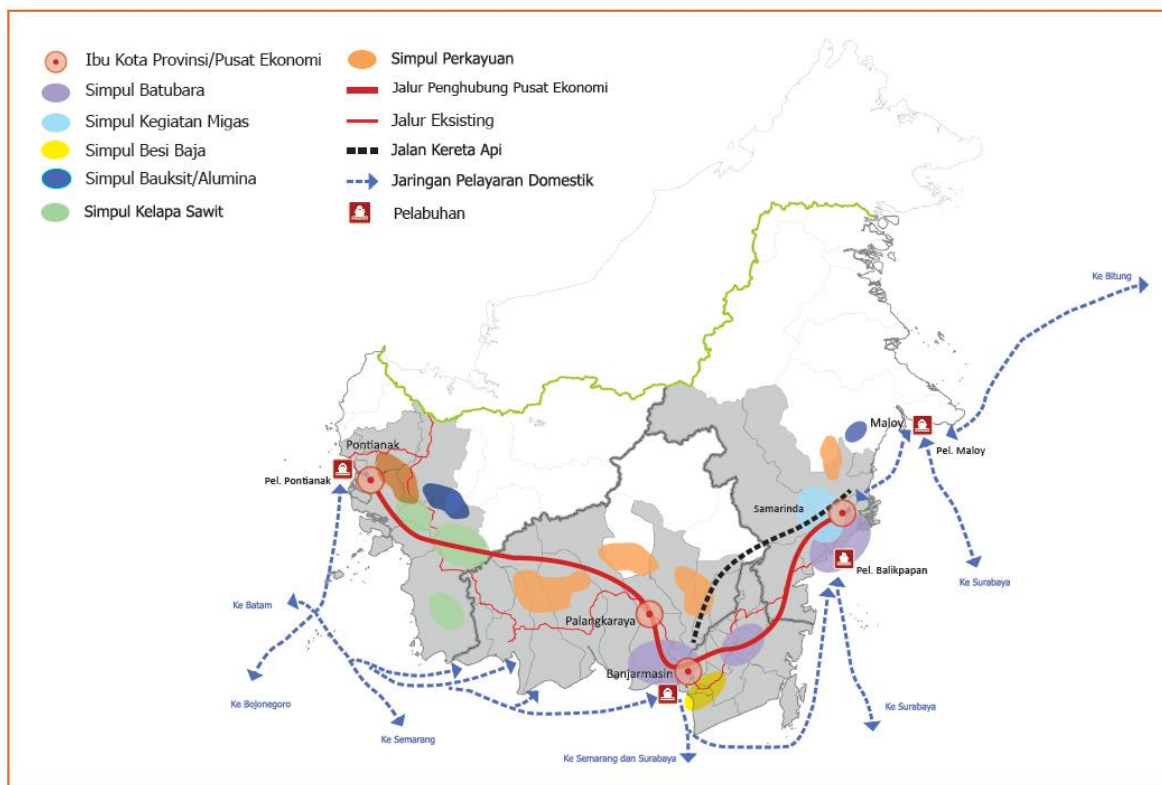 Ibu Kota Provinsi/Pusat Ekonomi
Simpul Batubara
Simpul Kegiatan Migas
Simpul Besi Baja
Simpul Bauksit/Alumina
Simpul Kelapa Sawit
Simpul Perkayuan
Jalur Penghubung Pusat Ekonomi
Jalur Eksisting
Jalan Kereta Api
Jaringan Pelayaran Domestik
Pelabuhan
Ke Bitung
Maloy
Pel. Maloy
Pontianak
Pel. Pontianak
Samarinda
Pel. Balikpapan
Ke Surabaya
Ke Batam
Palangkaraya
Banjarmasin
Ke Bojonegoro
Ke Semarang
Ke Surabaya
Ke Semarang dan Surabaya